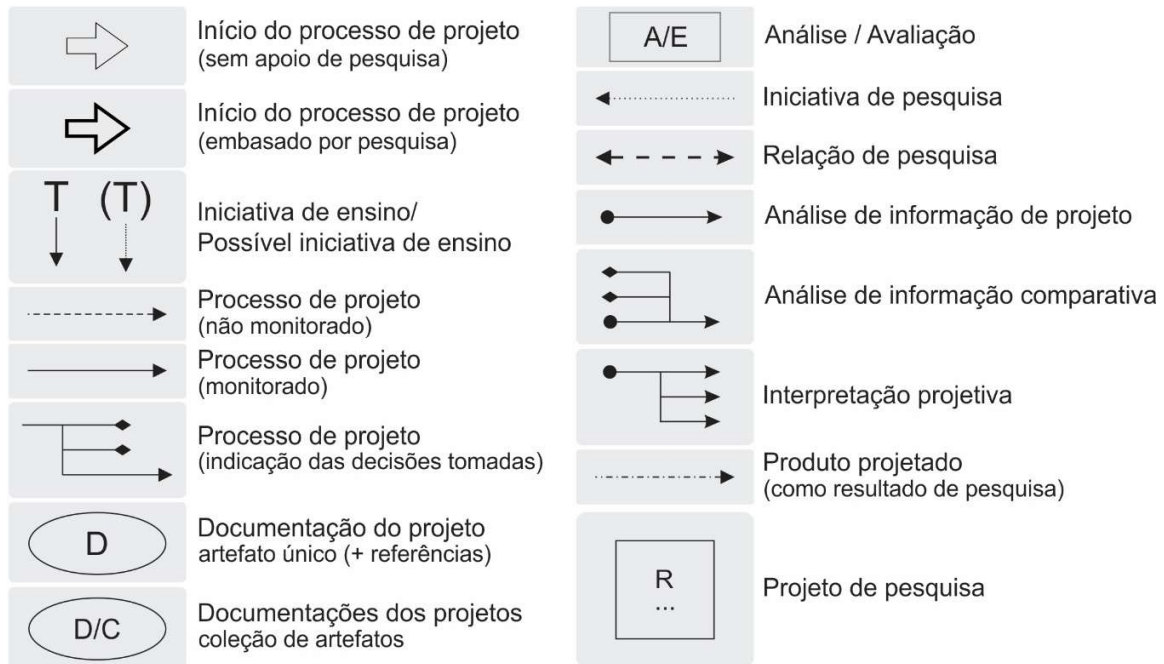 Início do processo de projeto
(sem apoio de pesquisa)
Início do processo de projeto
(embasado por pesquisa)
T (T)
Iniciativa de ensino/
Possível iniciativa de ensino
Processo de projeto
(não monitorado)
Processo de projeto
(monitorado)
Processo de projeto
(indicação das decisões tomadas)
D
Documentação do projeto
artefato único (+ referências)
D/C
Documentações dos projetos
coleção de artefatos
A/E
Análise / Avaliação
Iniciativa de pesquisa
Relação de pesquisa
Análise de informação de projeto
Análise de informação comparativa
Interpretação projetiva
Produto projetado
(como resultado de pesquisa)
R
...
Projeto de pesquisa